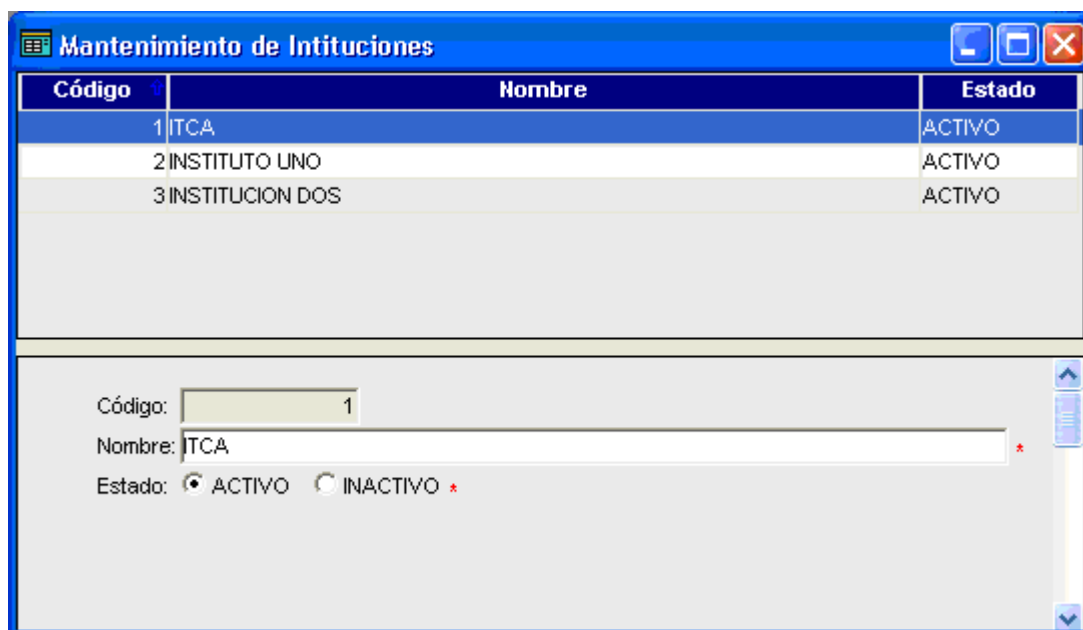 Mantenimiento de Intituciones
Código Nombre Estado
1 ITCA ACTIVO
2 INSTITUTO UNO ACTIVO
3 INSTITUCION DOS ACTIVO
Código: 1
Nombre: ITCA *
Estado: ACTIVO INACTIVO *